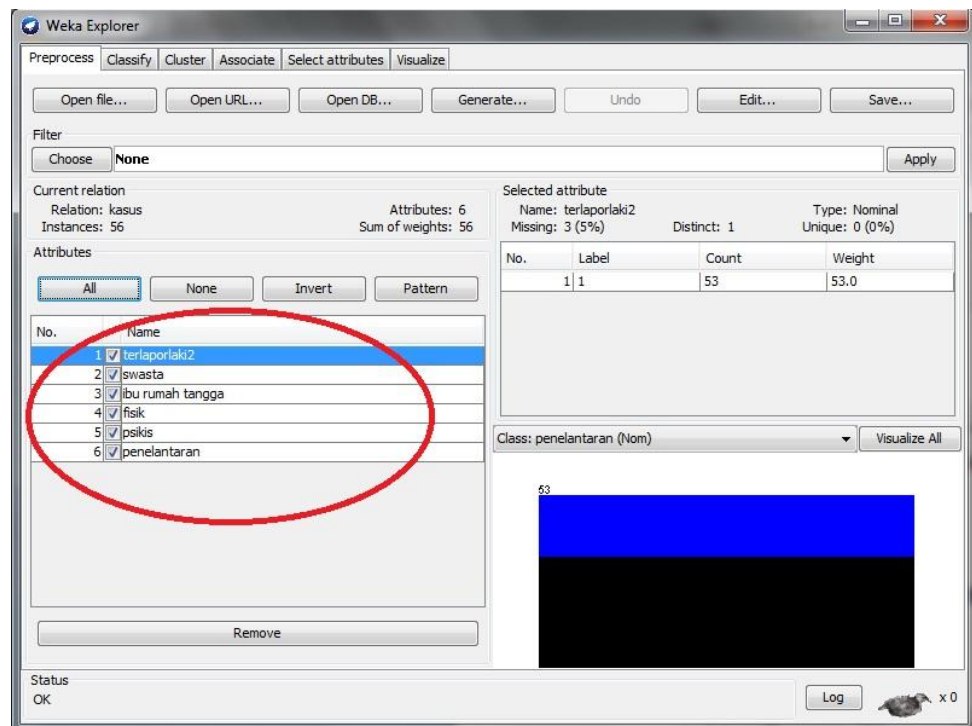 Weka Explorer
Preprocess Classify Cluster Associate Select attributes Visualize
Open file... Open URL... Open DB... Generate... Undo Edit... Save...
Filter
Choose None Apply
Current relation
Relation: kasus Attributes: 6
Instances: 56 Sum of weights: 56
Selected attribute
Name: terlaporlaki2 Type: Nominal
Missing: 3 (5%) Distinct: 1 Unique: 0 (0%)
No. Label Count Weight
1 1 53 53.0
Attributes
All None Invert Pattern
No. Name
1 terlaporlaki2
2 swasta
3 ibu rumah tangga
4 fisik
5 psikis
6 penelantaran
Remove
Class: penelantaran (Nom) Visualize All
53
Status
OK
Log x 0